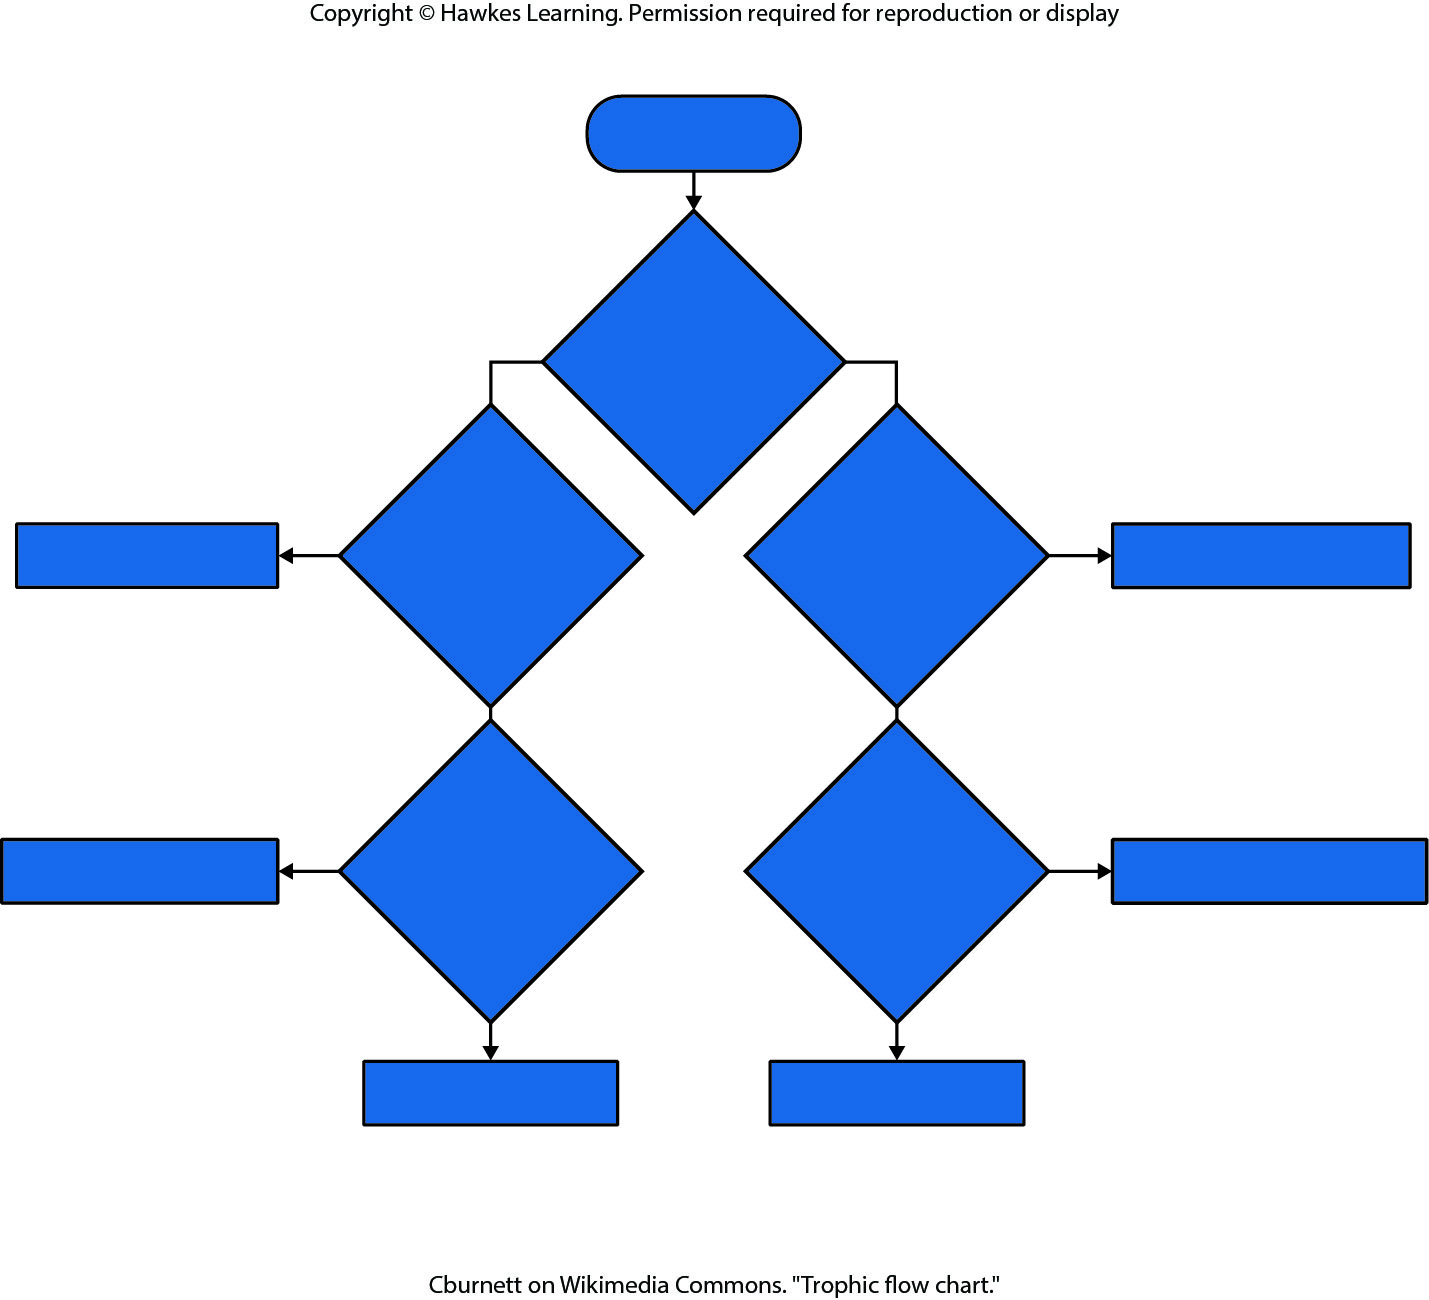 Copyright © Hawkes Learning. Permission required for reproduction or display
Cburnett on Wikimedia Commons. "Trophic flow chart."